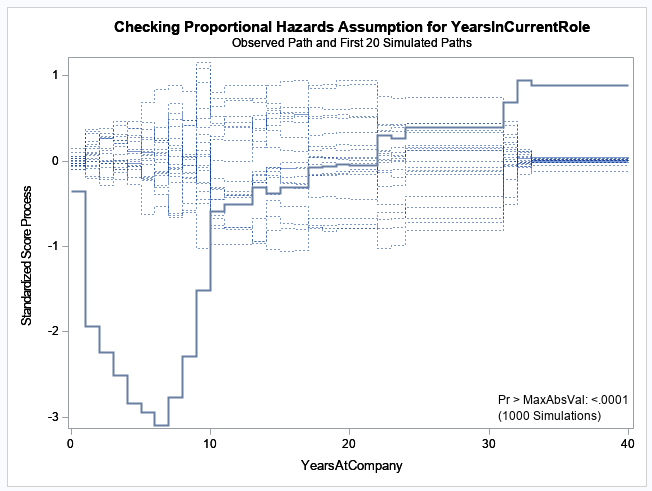 Checking Proportional Hazards Assumption for YearsInCurrentRole
Observed Path and First 20 Simulated Paths
Standardized Score Process
1
0
-1
-2
-3
Pr > MaxAbsVal: <.0001
(1000 Simulations)
0
10
20
30
40
YearsAtCompany